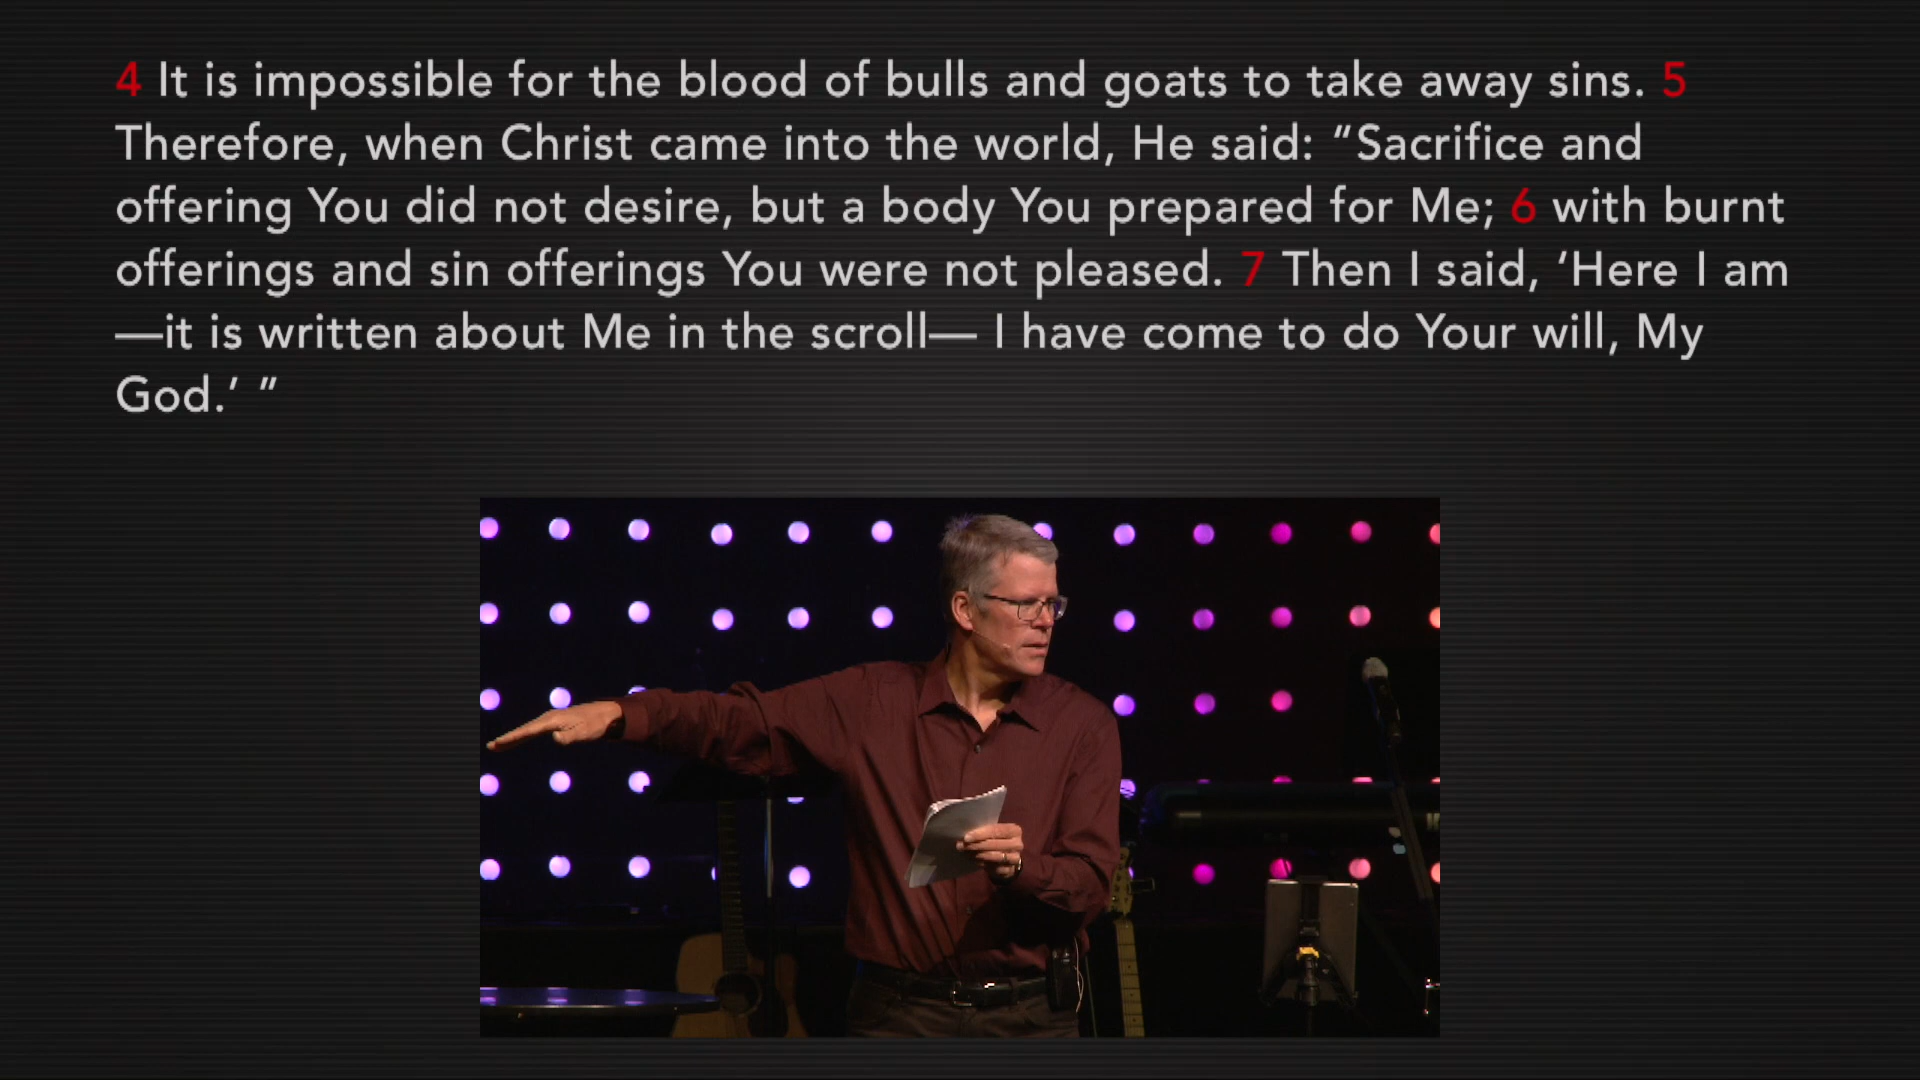 4 It is impossible for the blood of bulls and goats to take away sins. 5
Therefore, when Christ came into the world, He said: “Sacrifice and
offering You did not desire, but a body You prepared for Me; 6 with burnt
offerings and sin offerings You were not pleased. 7 Then I said, ‘Here I am
—it is written about Me in the scroll— I have come to do Your will, My
God.’ ”